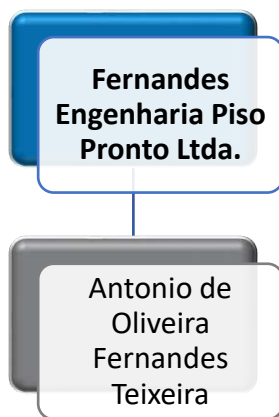 Fernandes
Engenharia Piso
Pronto Ltda.
Antonio de
Oliveira
Fernandes
Teixeira